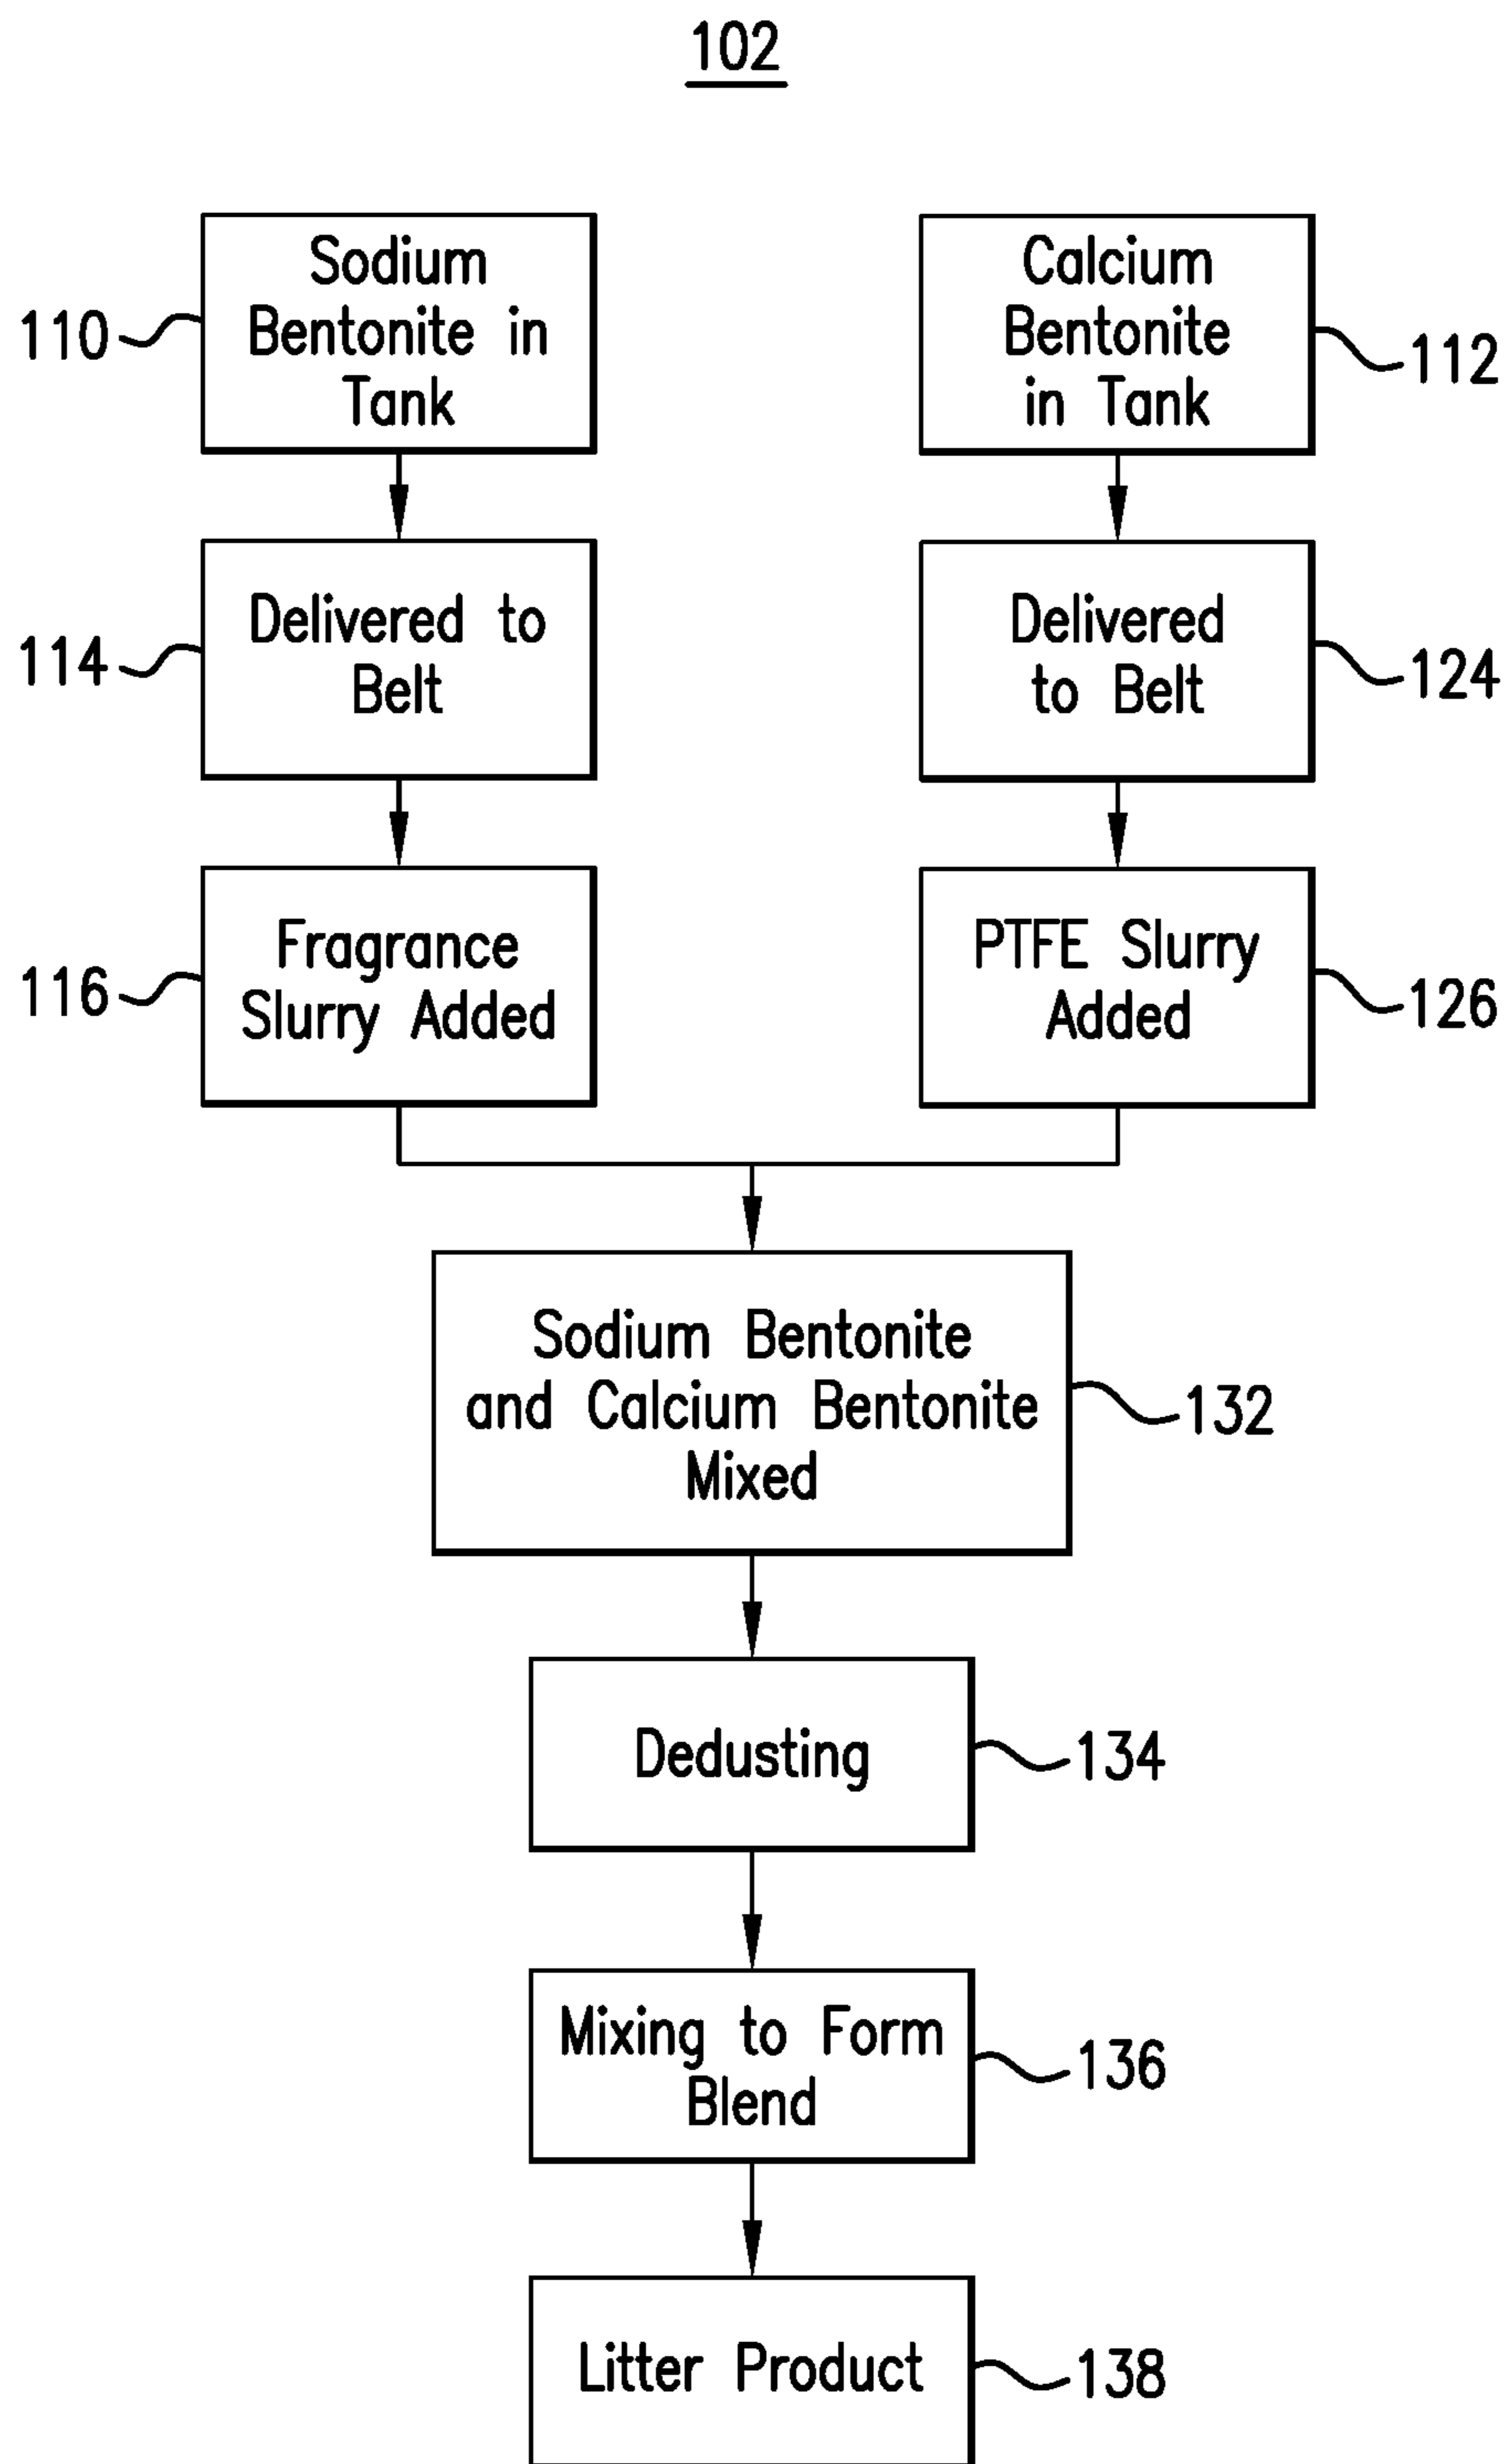 102
110
Sodium
Bentonite in
Tank
Calcium
Bentonite
in Tank
112
114
Delivered to
Belt
Delivered
to Belt
124
116
Fragrance
Slurry Added
PTFE Slurry
Added
126
Sodium Bentonite
and Calcium Bentonite
Mixed
132
Dedusting
134
Mixing to Form
Blend
136
Litter Product
138